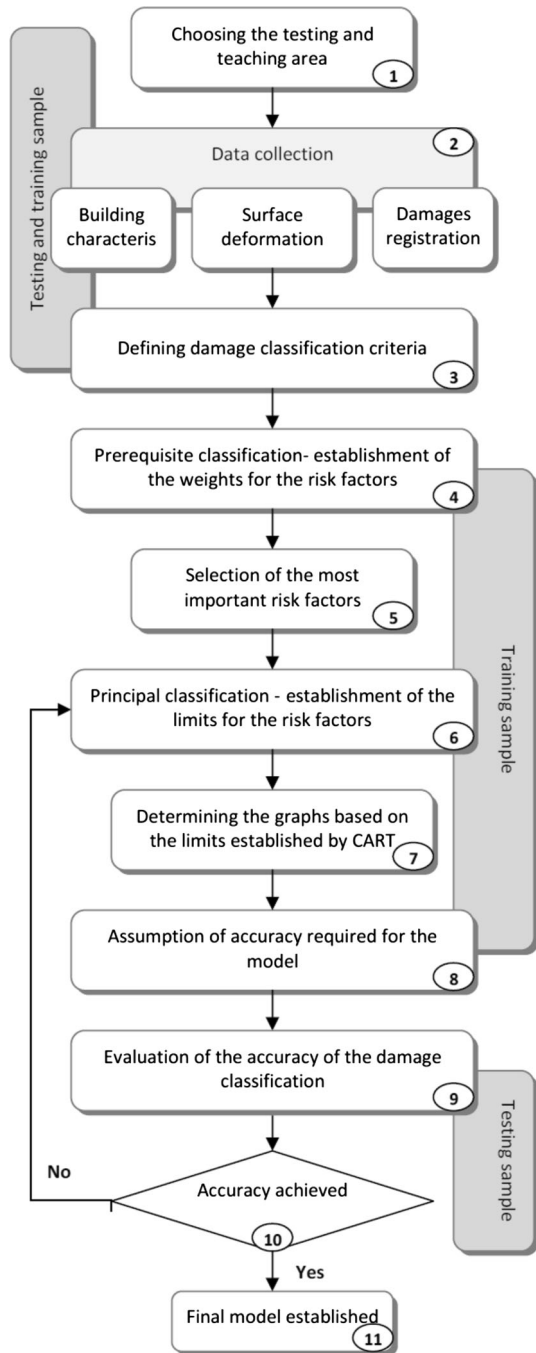 Choosing the testing and
teaching area
1
Testing and training sample
2
Data collection
Building
characteris
Surface
deformation
Damages
registration
Defining damage classification criteria
3
Prerequisite classification- establishment of
the weights for the risk factors
4
Training sample
Selection of the most
important risk factors
5
Principal classification - establishment of the
limits for the risk factors
6
Determining the graphs based on
the limits established by CART
7
Assumption of accuracy required for the
model
8
Evaluation of the accuracy of the damage
classification
9
Testing sample
No
Accuracy achieved
10
Yes
Final model established
11